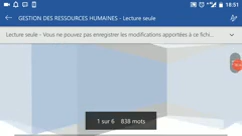 18:51
GESTION DES RESSOURCES HUMAINES - Lecture seule
Lecture seule - Vous ne pouvez pas enregistrer les modifications apportées à ce fichi...
1 sur 6 838 mots